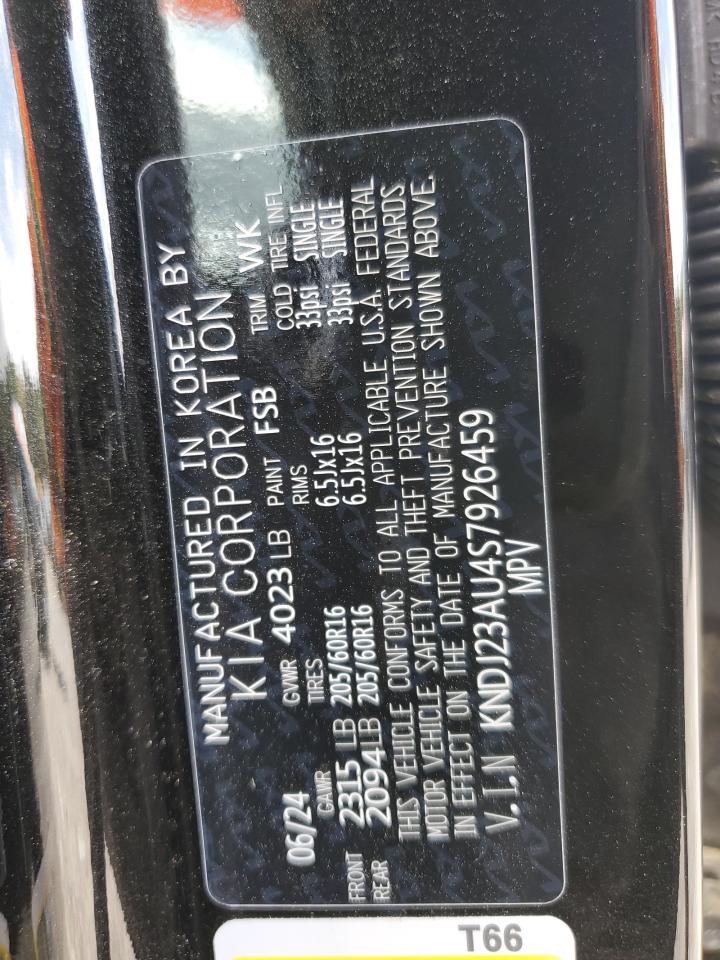 MANUFACTURED IN KOREA BY
KIA CORPORATION
06/24 GVWR 4023 LB PAINT FSB TRIM WK
GAWR TIRES RIMS COLD TIRE INFL
FRONT 2315 LB 205/60R16 6.5Jx16 33psi SINGLE
REAR 2094LB 205/60R16 6.5Jx16 33psi SINGLE
THIS VEHICLE CONFORMS TO ALL APPLICABLE U.S.A. FEDERAL
MOTOR VEHICLE SAFETY AND THEFT PREVENTION STANDARDS
IN EFFECT ON THE DATE OF MANUFACTURE SHOWN ABOVE.
V.I.N KNDJ23AU4S7926459
MPV
T66